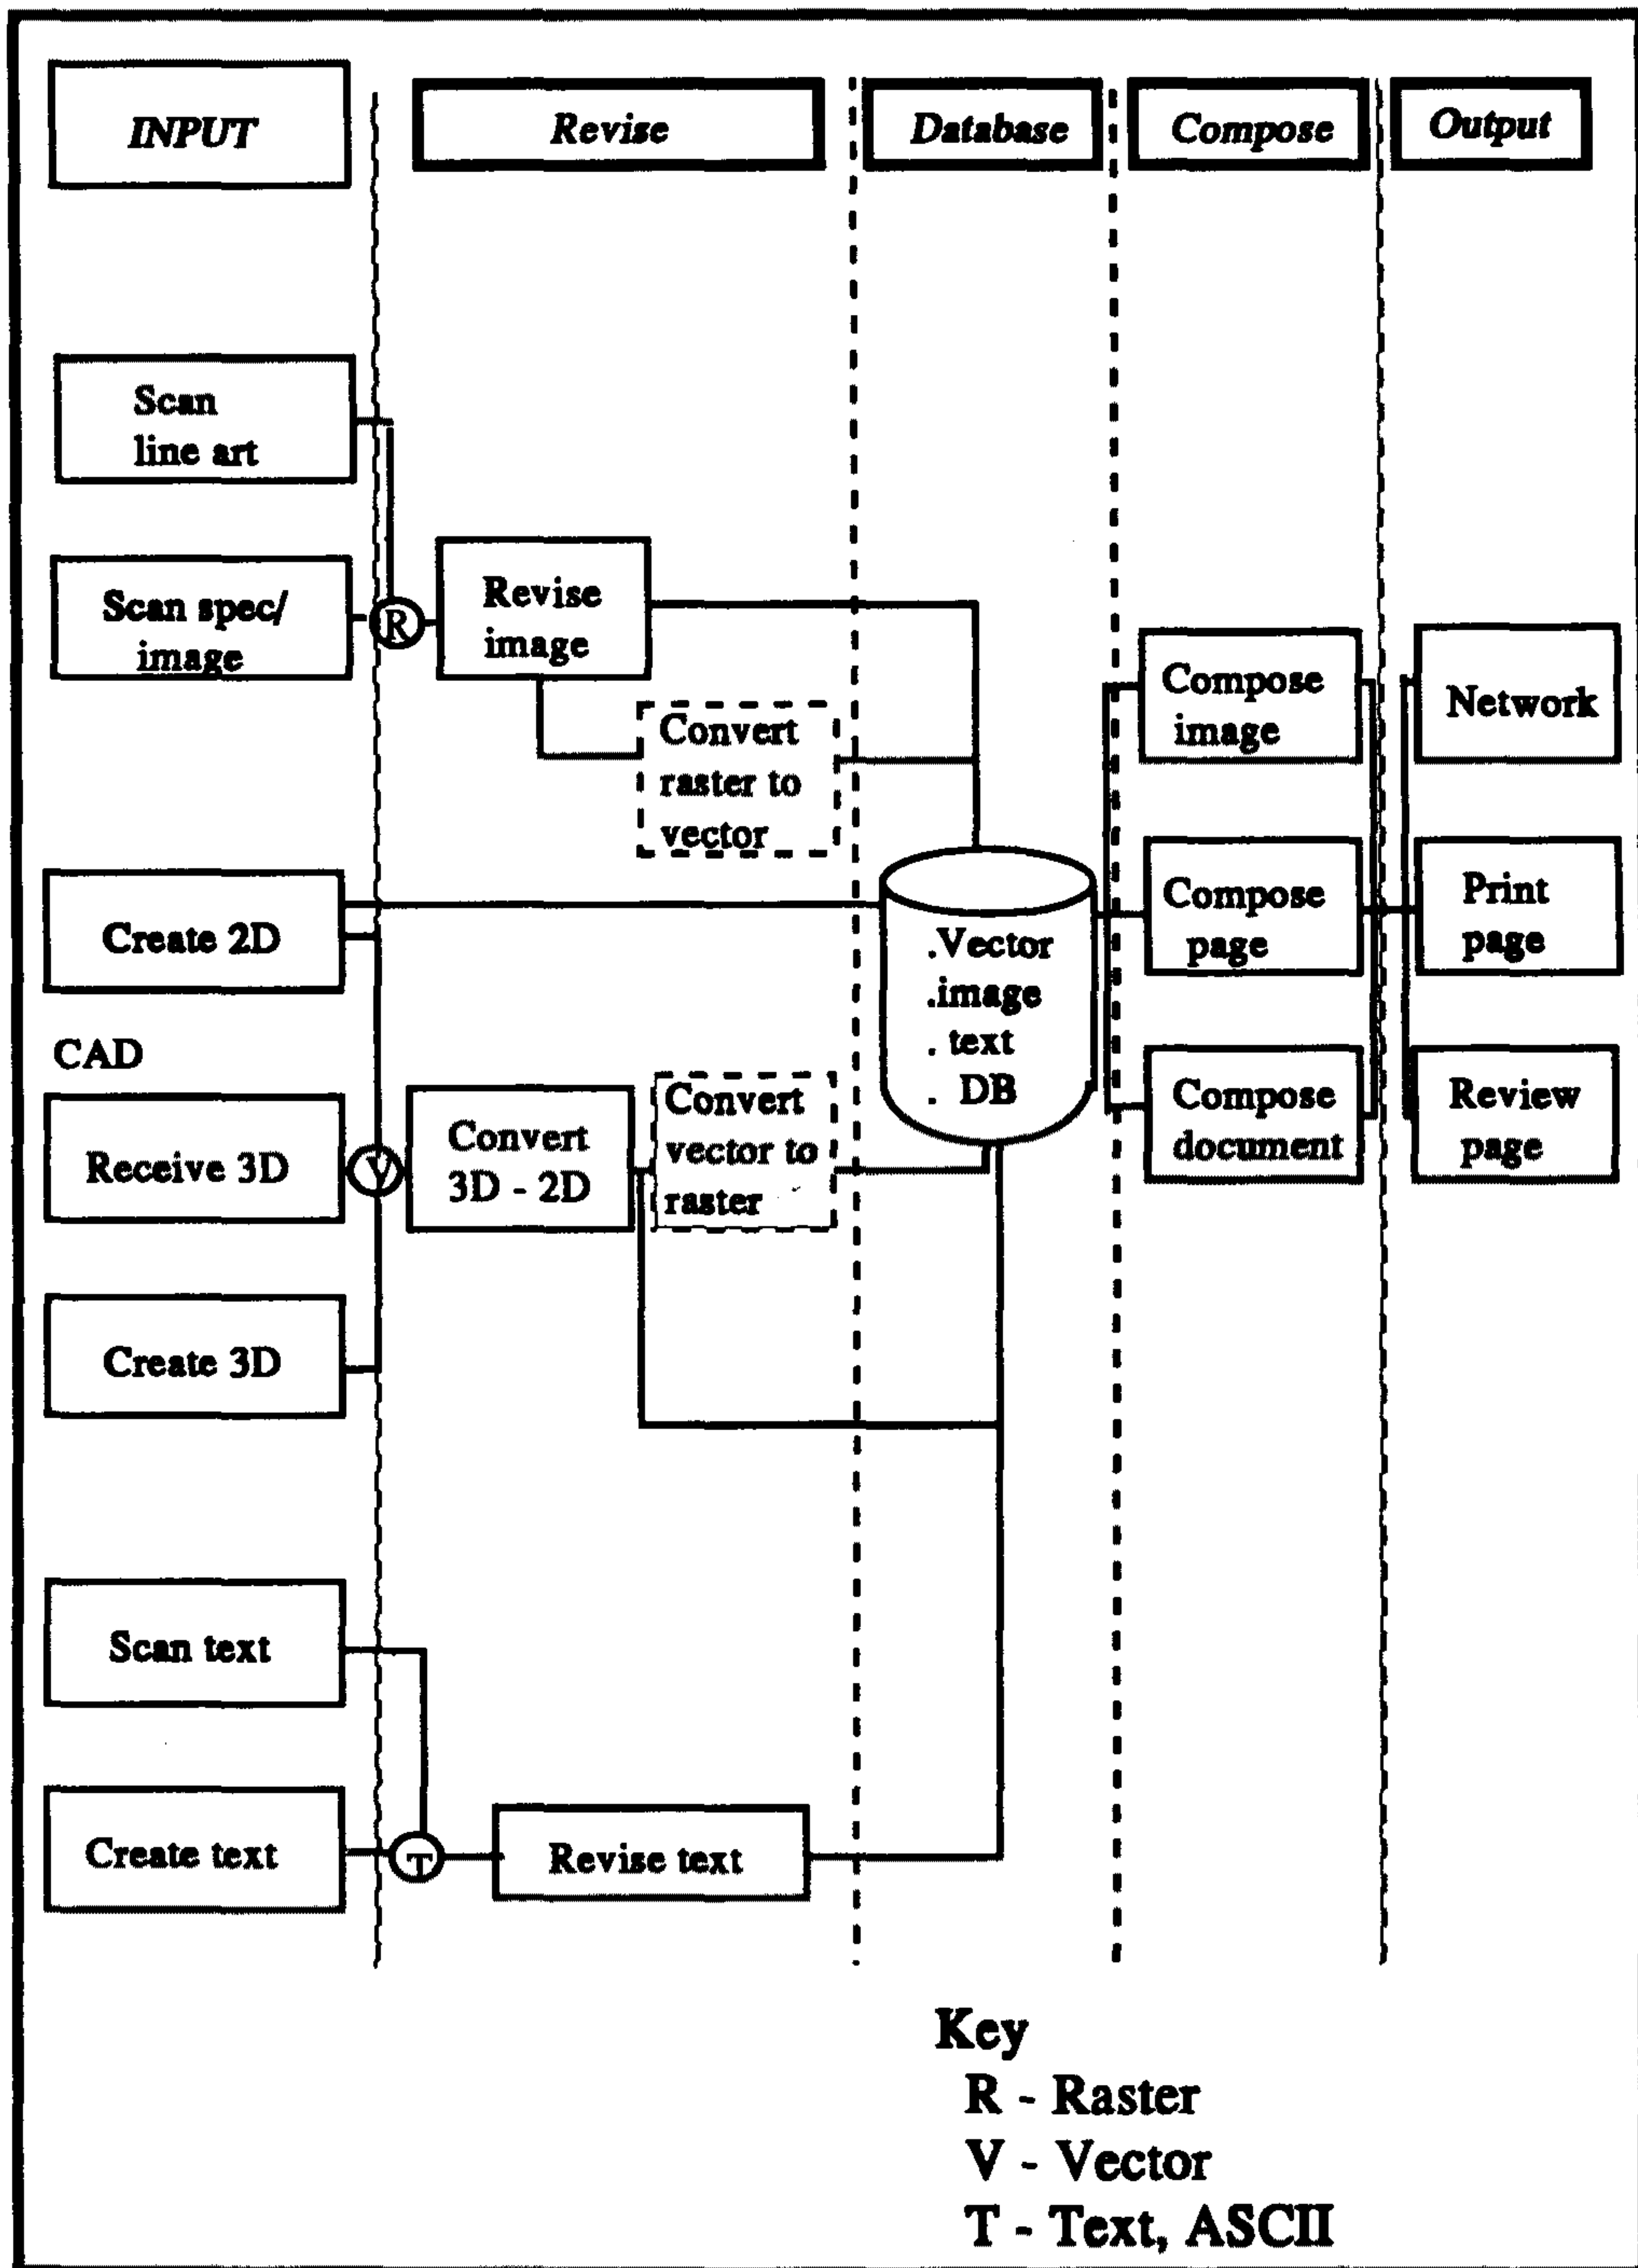 INPUT
Revise
Database
Compose
Output
Scan
line art
Scan spec/
image
R
Revise
image
Convert
raster to
vector
Create 2D
CAD
Receive 3D
V
Convert
3D - 2D
Convert
vector to
raster
Create 3D
.Vector
.image
. text
. DB
Compose
image
Compose
page
Compose
document
Network
Print
page
Review
page
Scan text
Create text
T
Revise text
Key
R - Raster
V - Vector
T - Text, ASCII